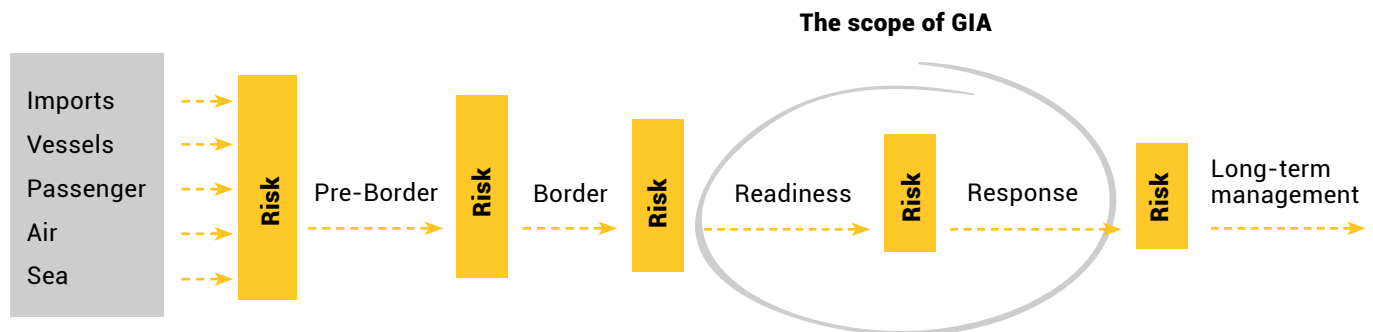 The scope of GIA
Imports
Vessels
Passenger
Air
Sea
Risk
Pre-Border
Risk
Border
Risk
Readiness
Risk
Response
Risk
Long-term
management